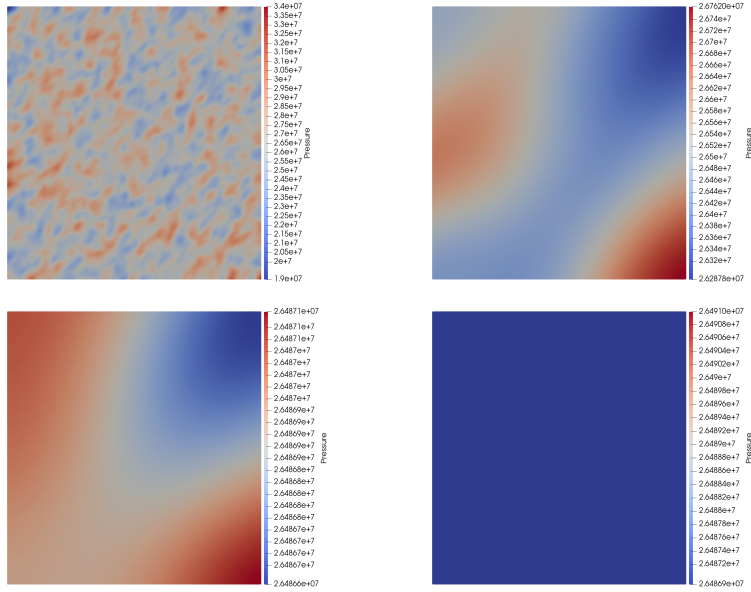 3.4e+07
3.35e+7
3.3e+7
3.25e+7
3.2e+7
3.15e+7
3.1e+7
3.05e+7
3e+7
2.95e+7
2.9e+7
2.85e+7
2.8e+7
2.75e+7
2.7e+7
2.65e+7
2.6e+7
2.55e+7
2.5e+7
2.45e+7
2.4e+7
2.35e+7
2.3e+7
2.25e+7
2.2e+7
2.15e+7
2.1e+7
2.05e+7
2e+7
1.9e+07
Pressure
2.67620e+07
2.674e+7
2.672e+7
2.67e+7
2.668e+7
2.666e+7
2.664e+7
2.662e+7
2.66e+7
2.658e+7
2.656e+7
2.654e+7
2.652e+7
2.65e+7
2.648e+7
2.646e+7
2.644e+7
2.642e+7
2.64e+7
2.638e+7
2.636e+7
2.634e+7
2.632e+7
2.62878e+07
Pressure
2.64871e+07
2.64871e+7
2.64871e+7
2.6487e+7
2.6487e+7
2.6487e+7
2.6487e+7
2.6487e+7
2.64869e+7
2.64869e+7
2.64869e+7
2.64869e+7
2.64868e+7
2.64868e+7
2.64868e+7
2.64868e+7
2.64868e+7
2.64868e+7
2.64867e+7
2.64867e+7
2.64867e+7
2.64867e+7
2.64866e+07
Pressure
2.64910e+07
2.64908e+7
2.64906e+7
2.64904e+7
2.64902e+7
2.649e+7
2.64898e+7
2.64896e+7
2.64894e+7
2.64892e+7
2.6489e+7
2.64888e+7
2.64886e+7
2.64884e+7
2.64882e+7
2.6488e+7
2.64878e+7
2.64876e+7
2.64874e+7
2.64872e+7
2.64869e+07
Pressure